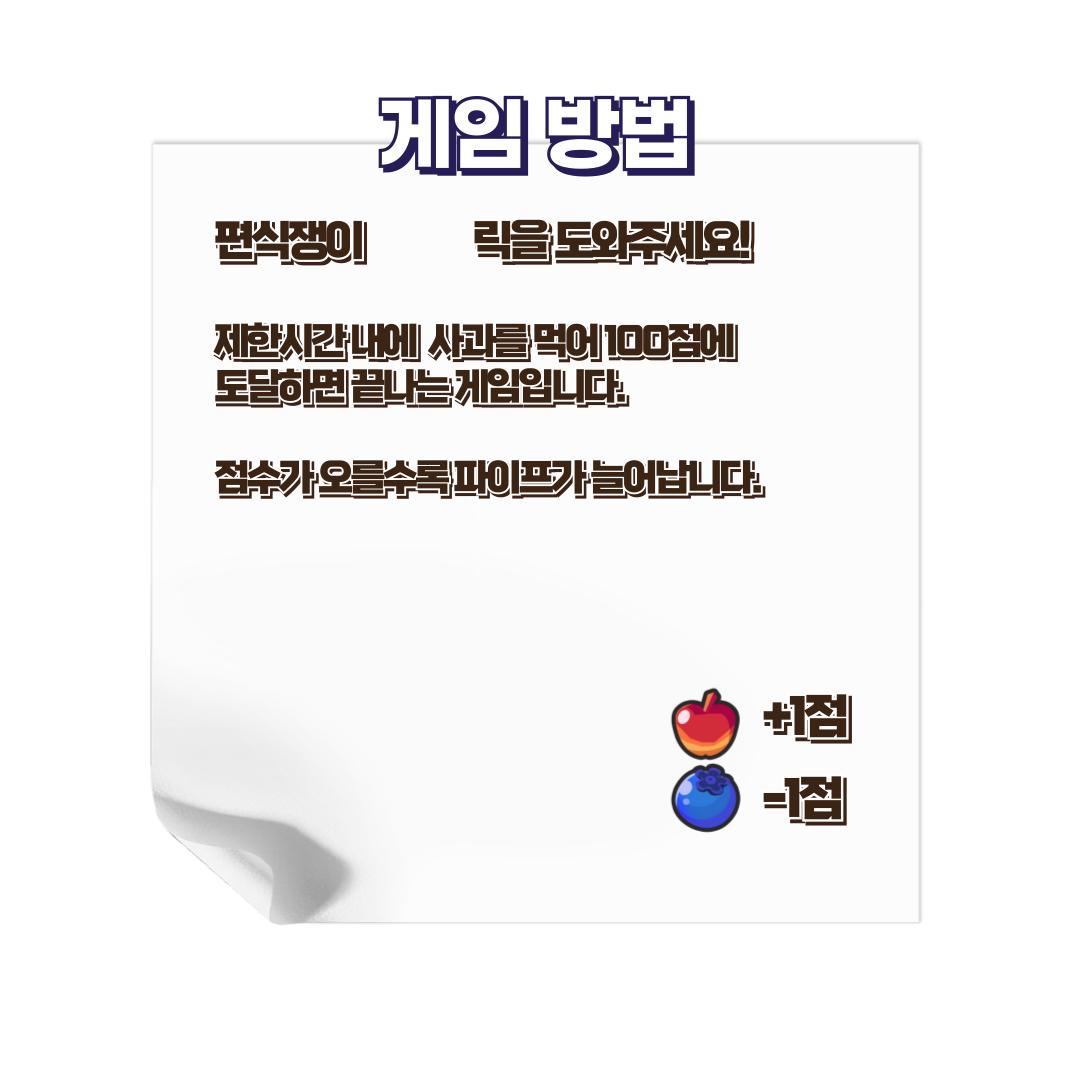 게임 방법
편식쟁이 릭을 도와주세요!
제한시간 내에 사과를 먹어 100점에
도달하면 끝나는 게임입니다.
점수가 오를수록 파이프가 늘어납니다.
+1점
-1점